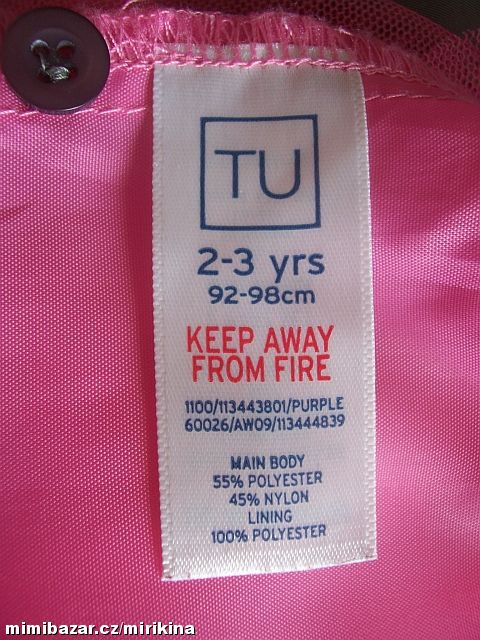 TU
2-3 yrs
92-98cm
KEEP AWAY
FROM FIRE
1100/113443801/PURPLE
60026/AW09/113444839
MAIN BODY
55% POLYESTER
45% NYLON
LINING
100% POLYESTER
mimibazar.cz/mirikina